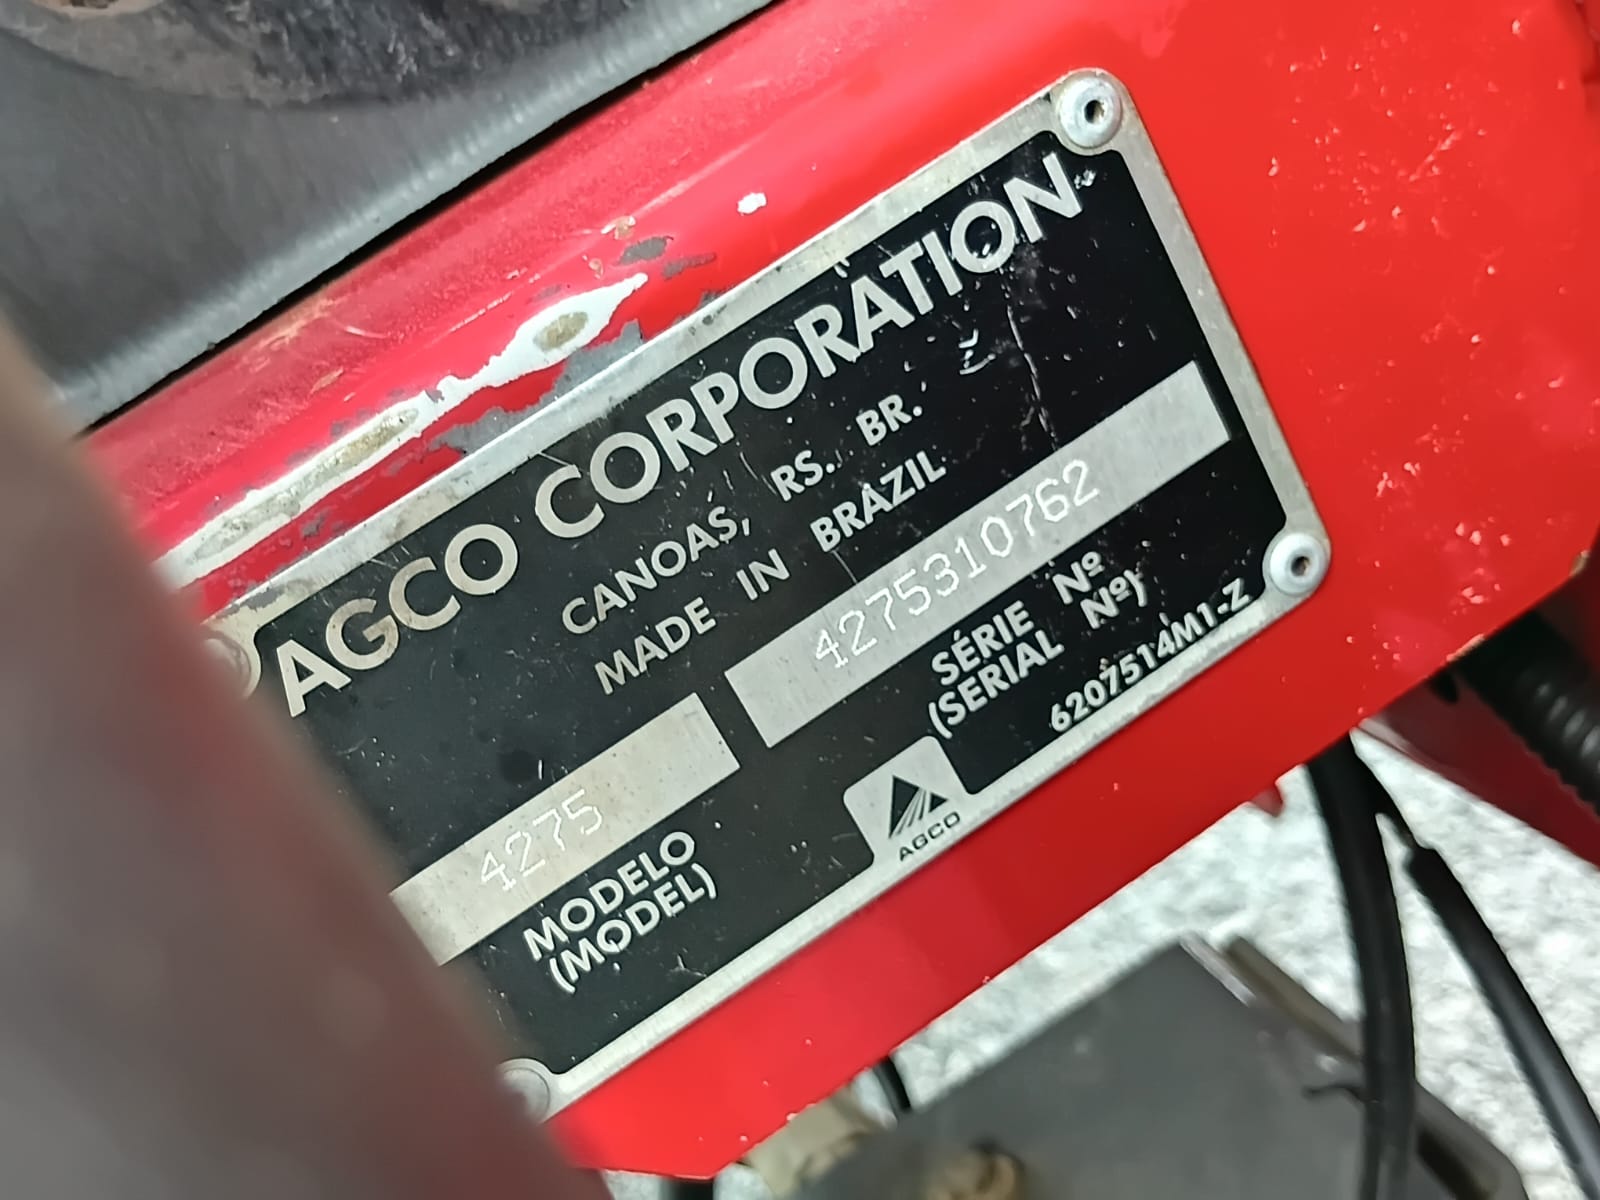 AGCO CORPORATION
CANOAS, RS. BR.
MADE IN BRAZIL
4275310762
SÉRIE Nº
(SERIAL Nº)
6207514M1-Z
4275
MODELO
(MODEL)
AGCO